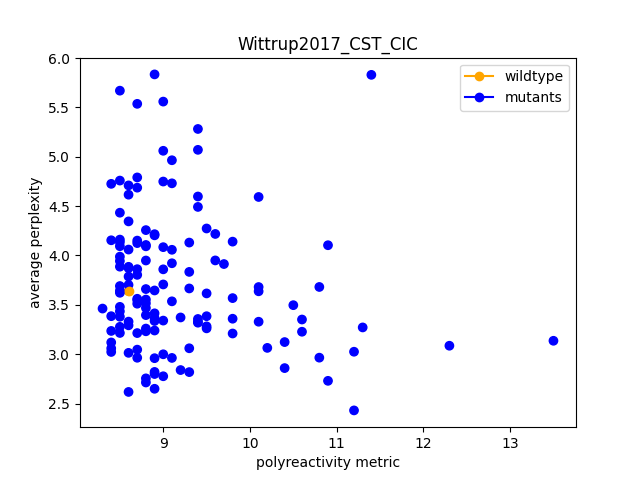 Wittrup2017_CST_CIC
wildtype
mutants
6.0
5.5
5.0
4.5
4.0
3.5
3.0
2.5
average perplexity
9 10 11 12 13
polyreactivity metric